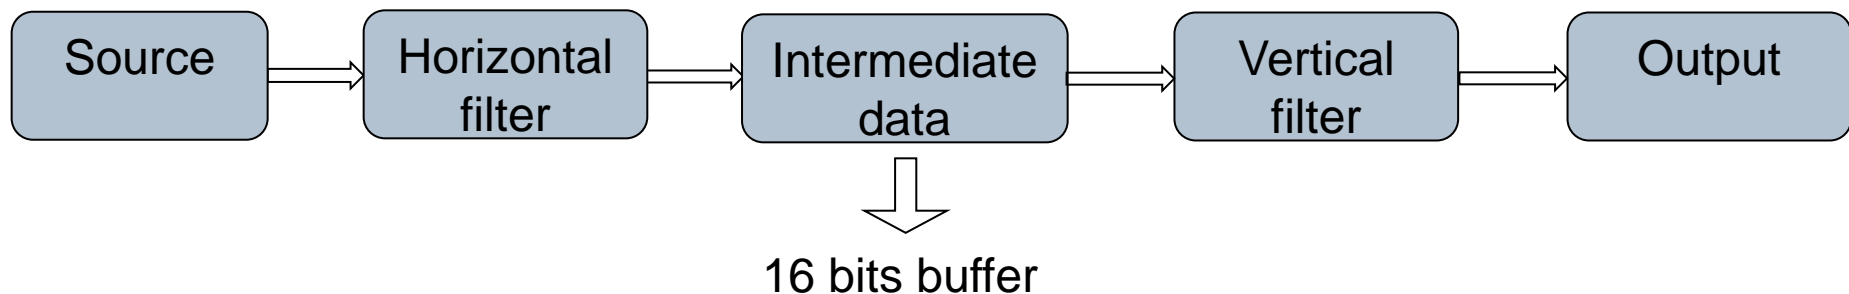 Source
Horizontal
filter
Intermediate
data
Vertical
filter
Output
16 bits buffer